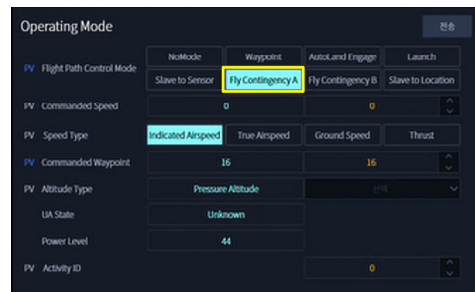 Operating Mode 전송
NoMode Waypoint AutoLand Engage Launch
PV Flight Path Control Mode
Slave to Sensor Fly Contingency A Fly Contingency B Slave to Location
PV Commanded Speed 0 0
PV Speed Type Indicated Airspeed True Airspeed Ground Speed Thrust
PV Commanded Waypoint 16 16
PV Altitude Type Pressure Altitude 선택
UA State Unknown
Power Level 44
PV Activity ID 0